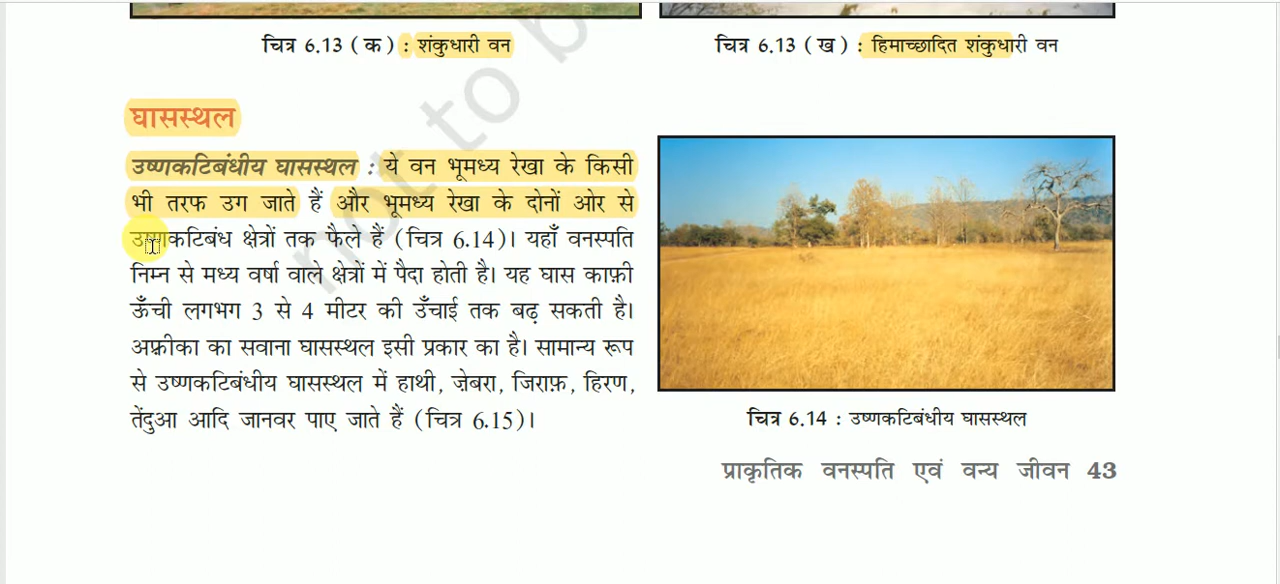 चित्र 6.13 ( क ) : शंकुधारी वन
चित्र 6.13 ( ख ) : हिमाच्छादित शंकुधारी वन
घासस्थल
उष्णकटिबंधीय घासस्थल : ये वन भूमध्य रेखा के किसी
भी तरफ उग जाते हैं और भूमध्य रेखा के दोनों ओर से
उष्णकटिबंध क्षेत्रों तक फैले हैं (चित्र 6.14)। यहाँ वनस्पति
निम्न से मध्य वर्षा वाले क्षेत्रों में पैदा होती है। यह घास काफ़ी
ऊँची लगभग 3 से 4 मीटर की उँचाई तक बढ़ सकती है।
अफ़्रीका का सवाना घासस्थल इसी प्रकार का है। सामान्य रूप
से उष्णकटिबंधीय घासस्थल में हाथी, ज़ेबरा, जिराफ़, हिरण,
तेंदुआ आदि जानवर पाए जाते हैं (चित्र 6.15)।
चित्र 6.14 : उष्णकटिबंधीय घासस्थल
प्राकृतिक वनस्पति एवं वन्य जीवन 43
not to b